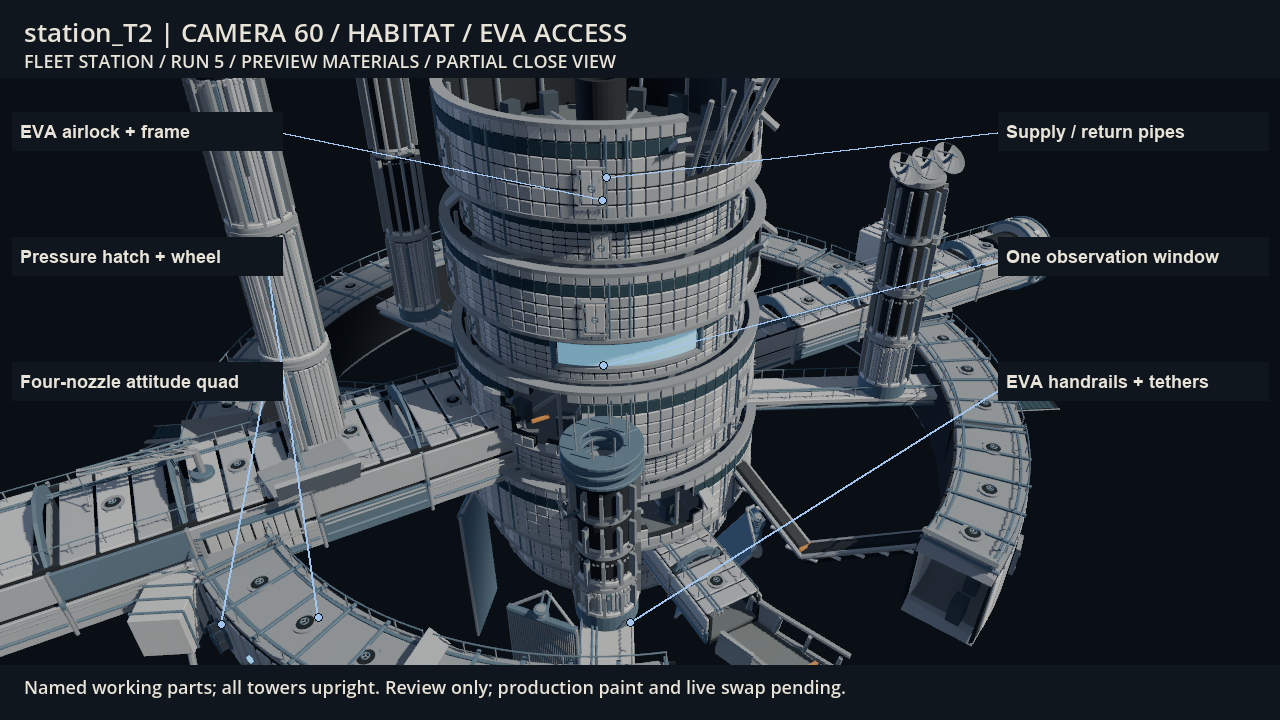 station_T2 | CAMERA 60 / HABITAT / EVA ACCESS
FLEET STATION / RUN 5 / PREVIEW MATERIALS / PARTIAL CLOSE VIEW
EVA airlock + frame
Supply / return pipes
Pressure hatch + wheel
One observation window
Four-nozzle attitude quad
EVA handrails + tethers
Named working parts; all towers upright. Review only; production paint and live swap pending.